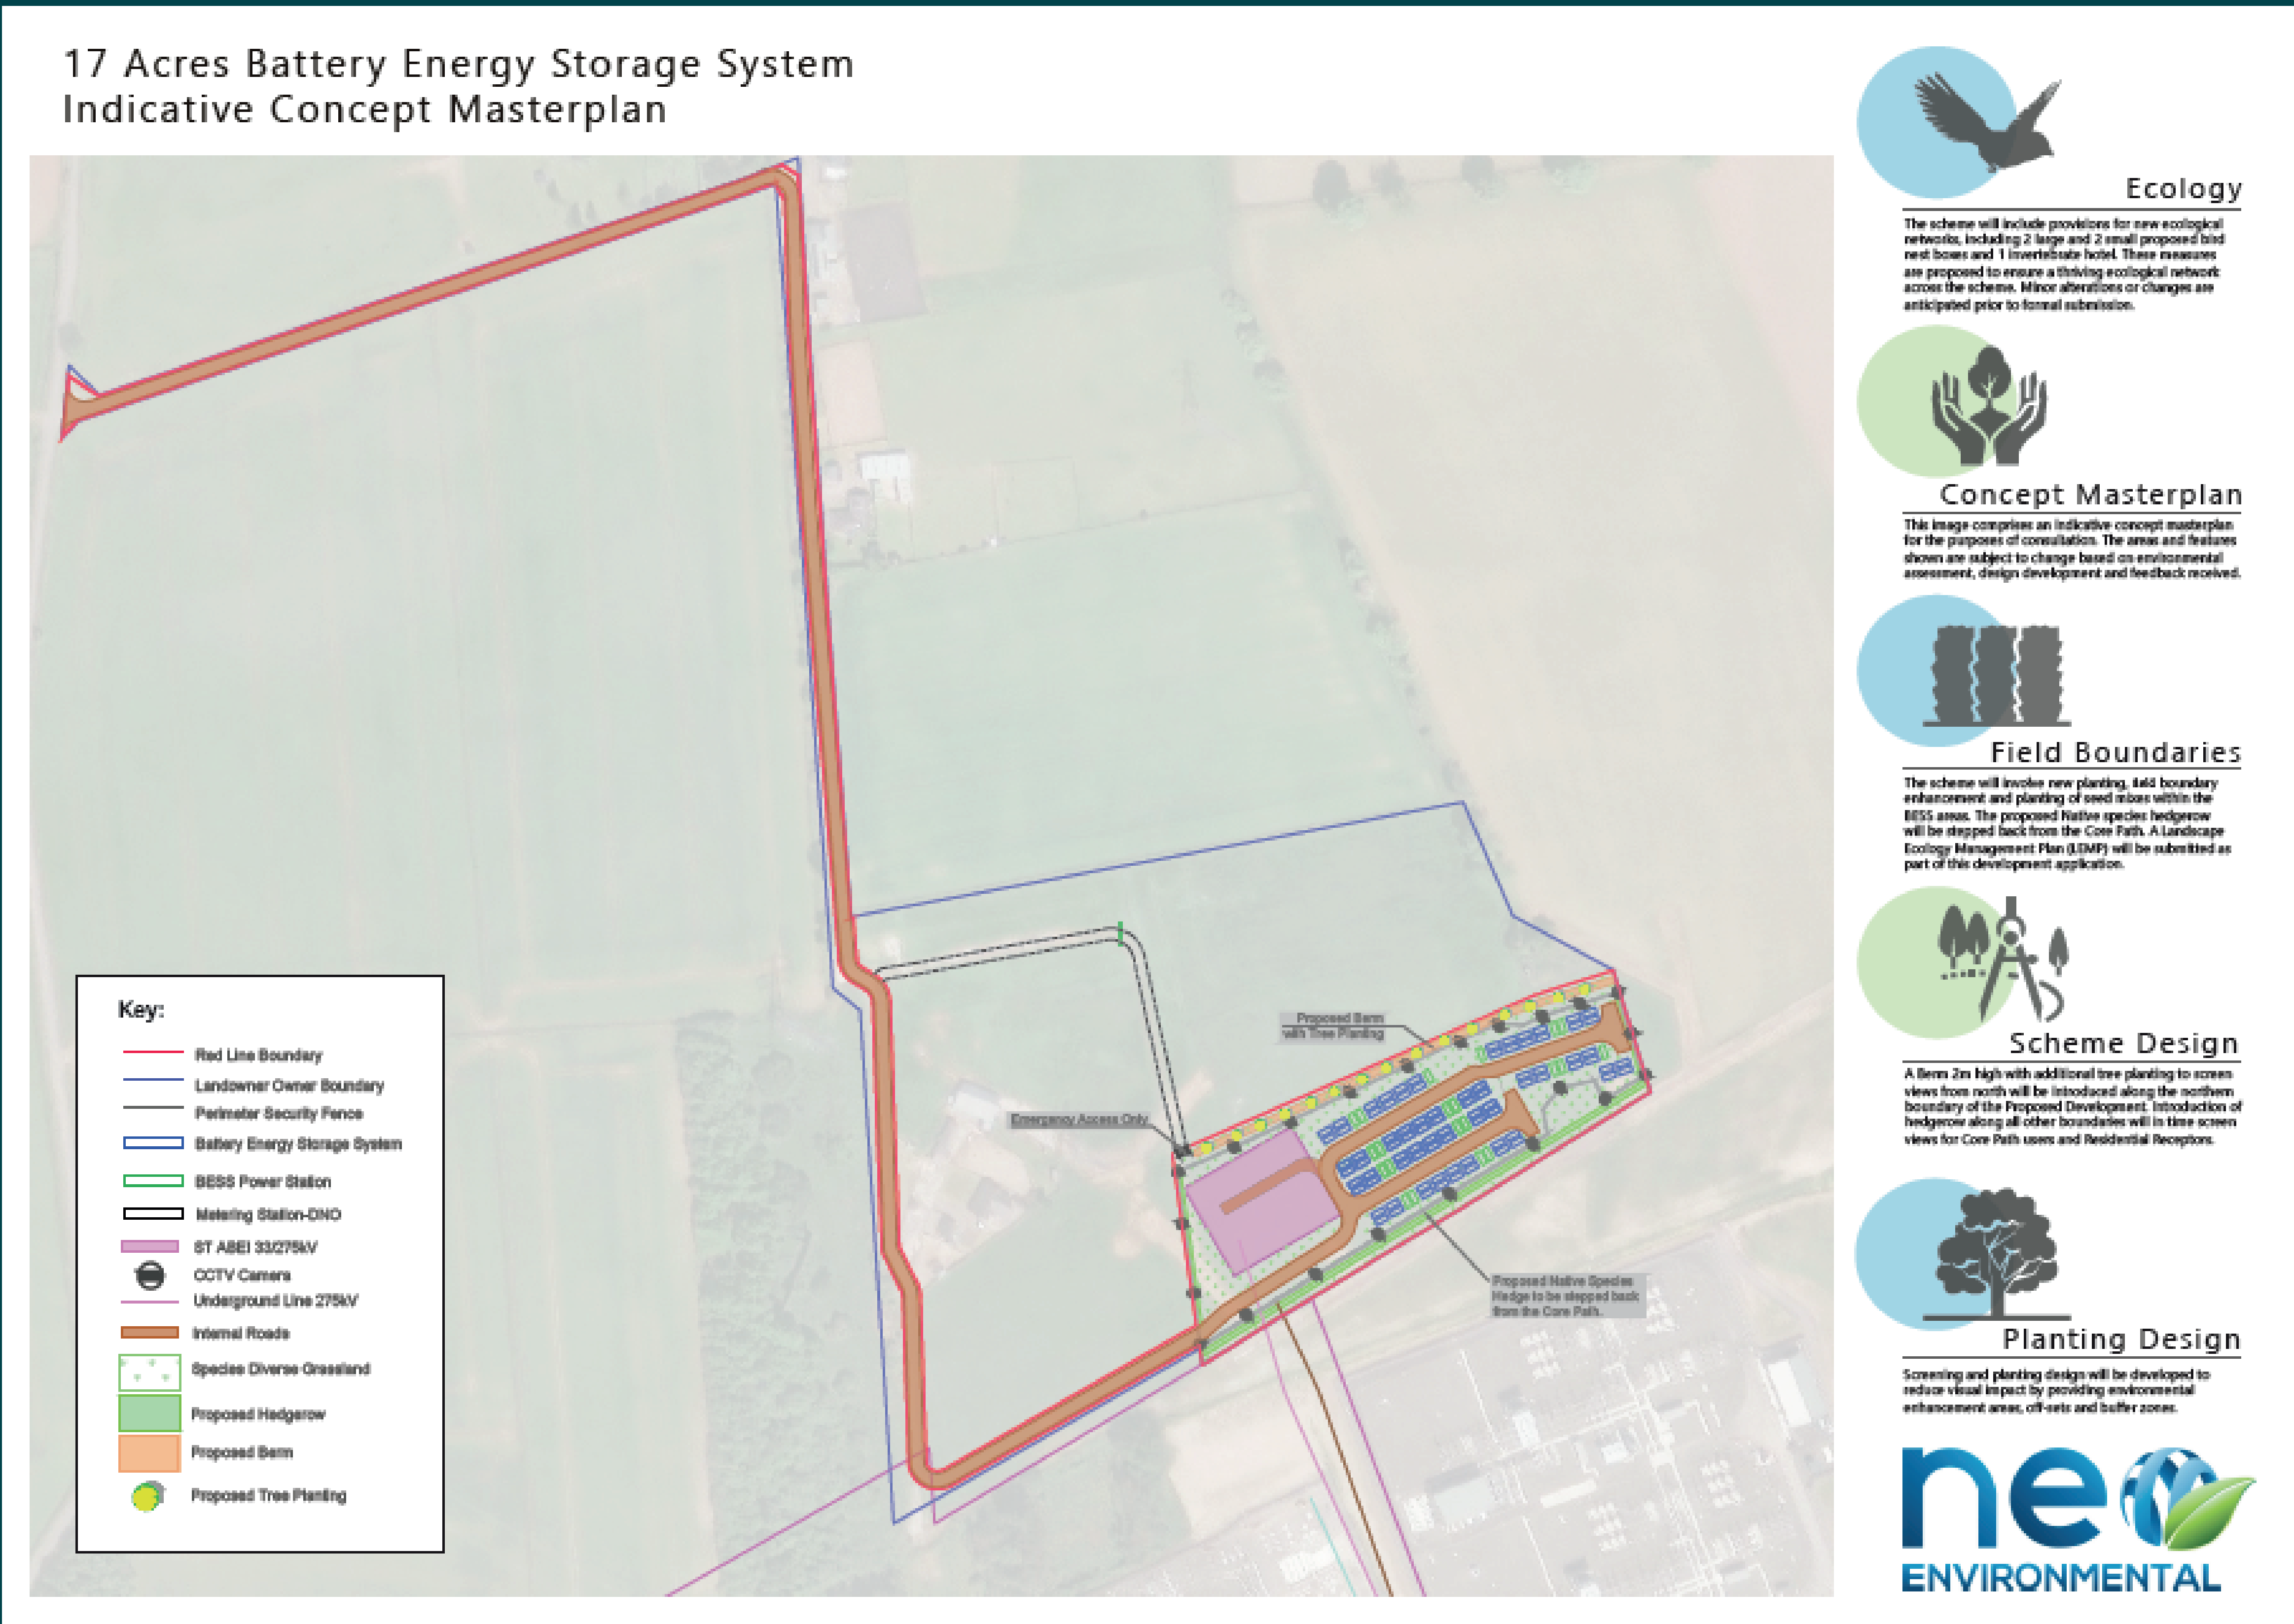 17 Acres Battery Energy Storage System
Indicative Concept Masterplan
Ecology
The scheme will include provisions for new ecological
networks, including 2 large and 2 small proposed bird
nest boxes and 1 invertebrate hotel. These measures
are proposed to ensure a thriving ecological network
across the scheme. Minor alterations or changes are
anticipated prior to formal submission.
Concept Masterplan
This image comprises an indicative concept masterplan
for the purposes of consultation. The areas and features
shown are subject to change based on environmental
assessment, design development and feedback received.
Field Boundaries
The scheme will involve new planting, field boundary
enhancement and planting of seed mixes within the
BESS areas. The proposed Native species hedgerow
will be stepped back from the Core Path. A Landscape
Ecology Management Plan (LEMP) will be submitted as
part of this development application.
Scheme Design
A Berm 2m high with additional tree planting to screen
views from north will be introduced along the northern
boundary of the Proposed Development. Introduction of
hedgerow along all other boundaries will in time screen
views for Core Path users and Residential Receptors.
Planting Design
Screening and planting design will be developed to
reduce visual impact by providing environmental
enhancement areas, off-sets and buffer zones.
neo
ENVIRONMENTAL
Proposed Berm
with Tree Planting
Emergency Access Only
Proposed Native Species
Hedge to be stepped back
from the Core Path.
Key:
Red Line Boundary
Landowner Owner Boundary
Perimeter Security Fence
Battery Energy Storage System
BESS Power Station
Metering Station-DNO
ST ABEI 33/275kV
CCTV Camera
Underground Line 275kV
Internal Roads
Species Diverse Grassland
Proposed Hedgerow
Proposed Berm
Proposed Tree Planting